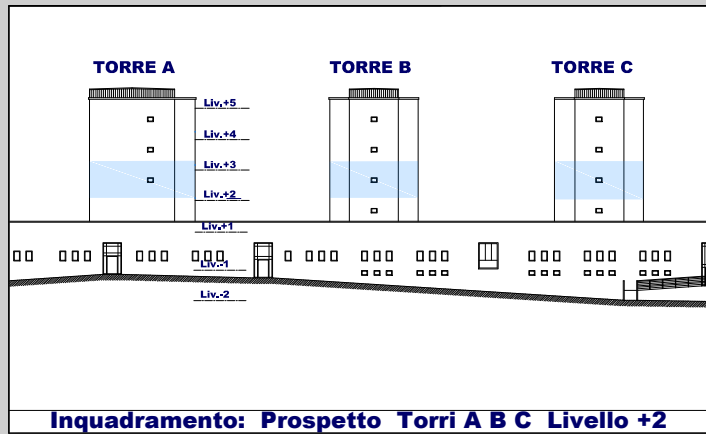 TORRE A TORRE B TORRE C
Liv.+5
Liv.+4
Liv.+3
Liv.+2
Liv.+1
Liv.-1
Liv.-2
Inquadramento: Prospetto Torri A B C Livello +2